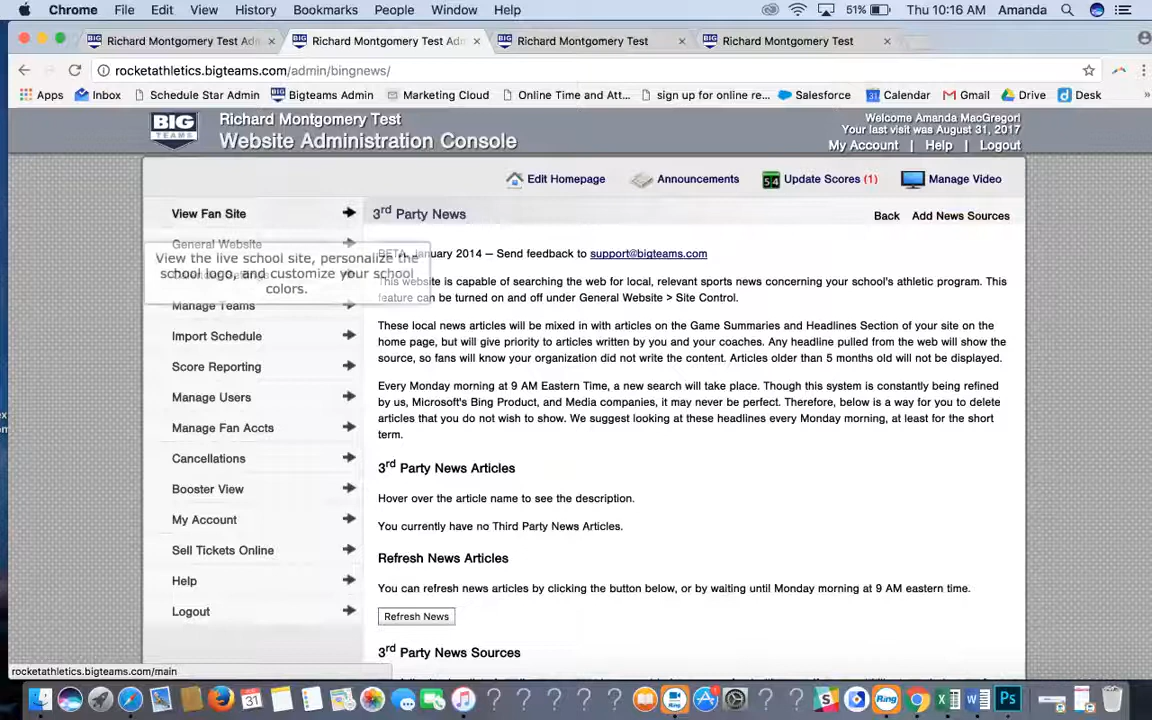 Chrome File Edit View History Bookmarks People Window Help 51% Thu 10:16 AM Amanda
Richard Montgomery Test Adm × Richard Montgomery Test Adm × Richard Montgomery Test × Richard Montgomery Test ×
rocketathletics.bigteams.com/admin/bingnews/
Apps Inbox Schedule Star Admin Bigteams Admin Marketing Cloud Online Time and Att... sign up for online re... Salesforce Calendar Gmail Drive Desk »
BIG TEAMS
Richard Montgomery Test
Website Administration Console
Welcome Amanda MacGregor!
Your last visit was August 31, 2017
My Account | Help | Logout
Edit Homepage Announcements Update Scores (1) Manage Video
View Fan Site
General Website
View the live school site, personalize the
school logo, and customize your school
colors.
Manage Teams
Import Schedule
Score Reporting
Manage Users
Manage Fan Accts
Cancellations
Booster View
My Account
Sell Tickets Online
Help
Logout
3rd Party News
Back Add News Sources
BETA January 2014 – Send feedback to support@bigteams.com
This website is capable of searching the web for local, relevant sports news concerning your school's athletic program. This
feature can be turned on and off under General Website > Site Control.
These local news articles will be mixed in with articles on the Game Summaries and Headlines Section of your site on the
home page, but will give priority to articles written by you and your coaches. Any headline pulled from the web will show the
source, so fans will know your organization did not write the content. Articles older than 5 months old will not be displayed.
Every Monday morning at 9 AM Eastern Time, a new search will take place. Though this system is constantly being refined
by us, Microsoft's Bing Product, and Media companies, it may never be perfect. Therefore, below is a way for you to delete
articles that you do not wish to show. We suggest looking at these headlines every Monday morning, at least for the short
term.
3rd Party News Articles
Hover over the article name to see the description.
You currently have no Third Party News Articles.
Refresh News Articles
You can refresh news articles by clicking the button below, or by waiting until Monday morning at 9 AM eastern time.
Refresh News
3rd Party News Sources
rocketathletics.bigteams.com/main